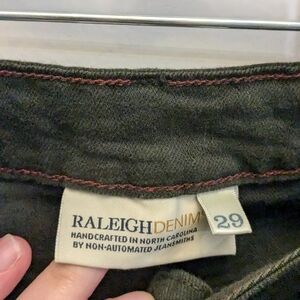 RALEIGHDENIM
29
HANDCRAFTED IN NORTH CAROLINA
BY NON-AUTOMATED JEANSMITHS